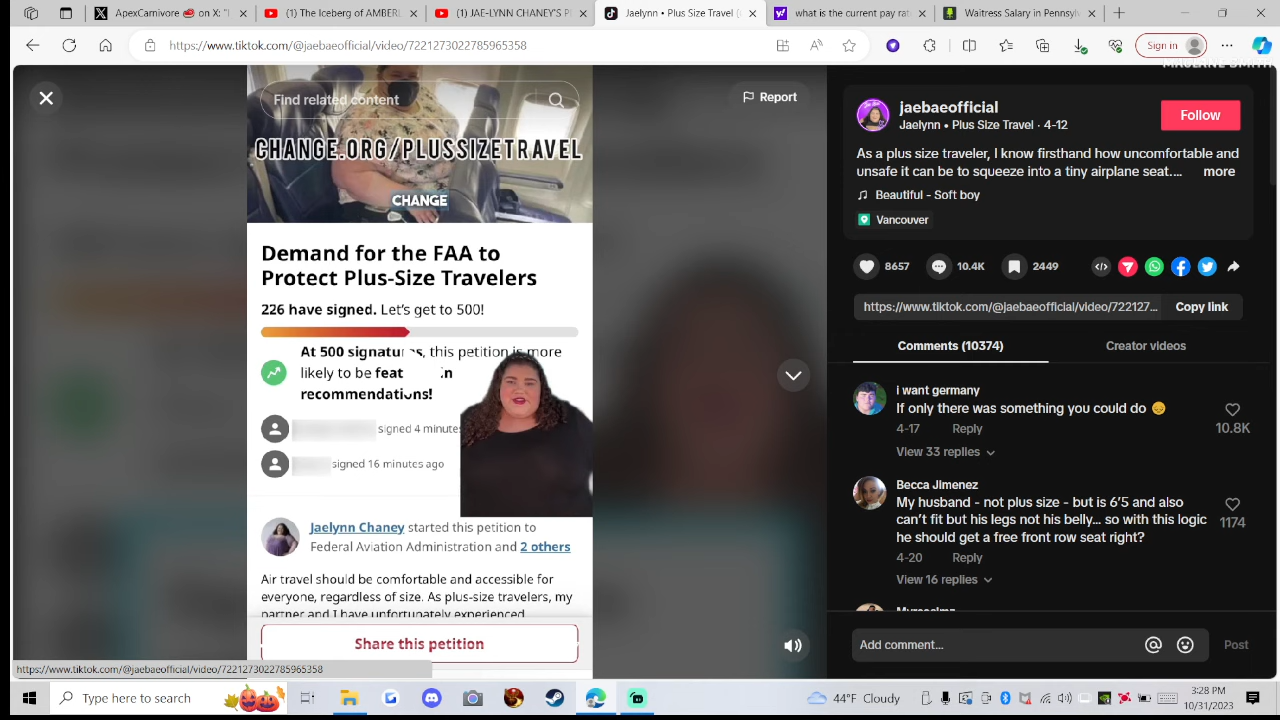 ApexCarnivore 🥩 on X: "
(1) JAE-LYNN CHANEY'S P
Jaelynn •
Plus Size Travel (
what is the current pay rat
Waitress Salary in Pennsylv
https://www.tiktok.com/@jaebaeofficial/video/7221273022785965358
Sign in
Find related content
Report
CHANGE.ORG/PLUSSIZETRAVEL
CHANGE
Demand for the FAA to
Protect Plus-Size Travelers
226 have signed. Let's get to 500!
At 500 signatures, this petition is more
likely to be feat in
recommendations!
signed 4 minutes
signed 16 minutes ago
Jaelynn Chaney started this petition to
Federal Aviation Administration and 2 others
Air travel should be comfortable and accessible for
everyone, regardless of size. As plus-size travelers, my
partner and I have unfortunately experienced
Share this petition
https://www.tiktok.com/@jaebaeofficial/video/7221273022785965358
jaebaeofficial
Jaelynn • Plus Size Travel · 4-12
Follow
As a plus size traveler, I know firsthand how uncomfortable and
unsafe it can be to squeeze into a tiny airplane seat.... more
Beautiful - Soft boy
Vancouver
8657
10.4K
2449
https://www.tiktok.com/@jaebaeofficial/video/722127...
Copy link
Comments (10374)
Creator videos
i want germany
If only there was something you could do 😔
4-17
Reply
10.8K
View 33 replies
Becca Jimenez
My husband - not plus size - but is 6'5 and also
can't fit but his legs not his belly... so with this logic
he should get a free front row seat right?
1174
4-20
Reply
View 16 replies
Add comment...
Post
Type here to search
44°F Cloudy
3:28 PM
10/31/2023